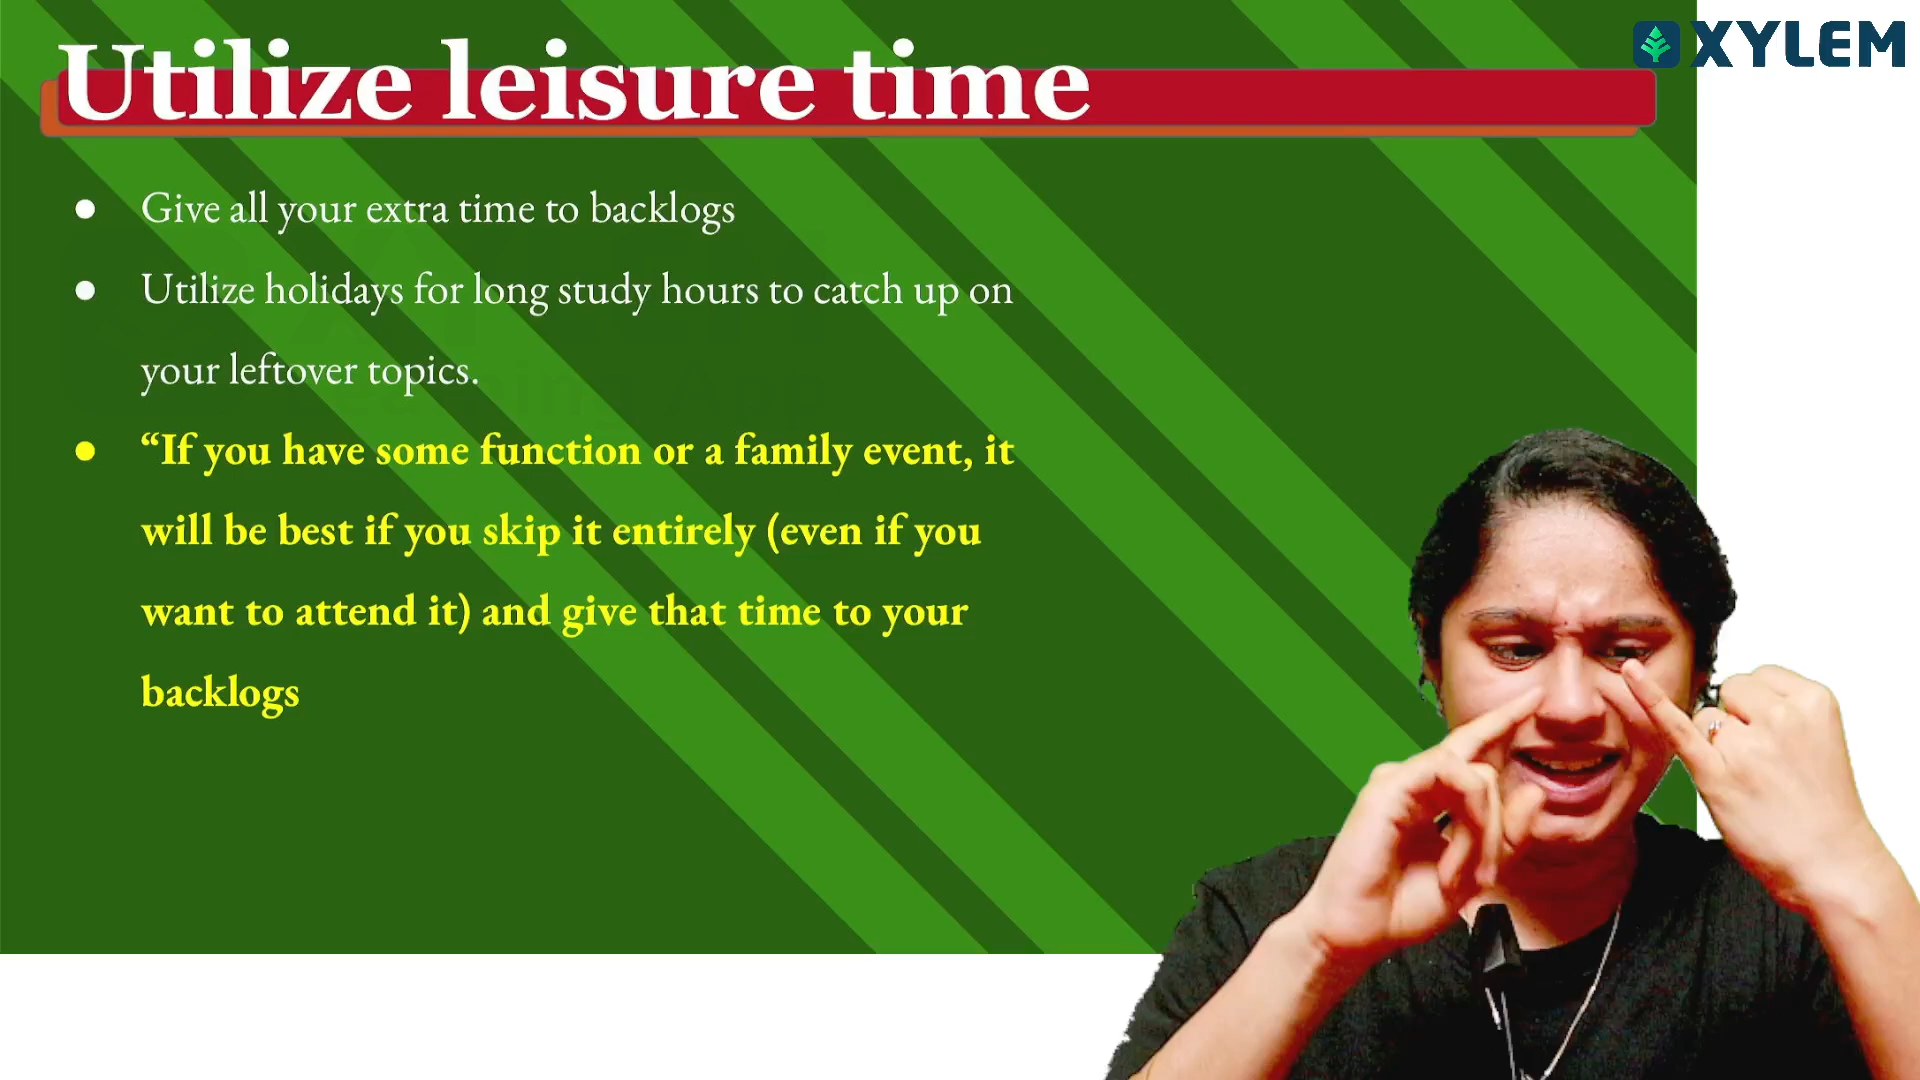 XYLEM
Utilize leisure time
● Give all your extra time to backlogs
● Utilize holidays for long study hours to catch up on
your leftover topics.
● “If you have some function or a family event, it
will be best if you skip it entirely (even if you
want to attend it) and give that time to your
backlogs